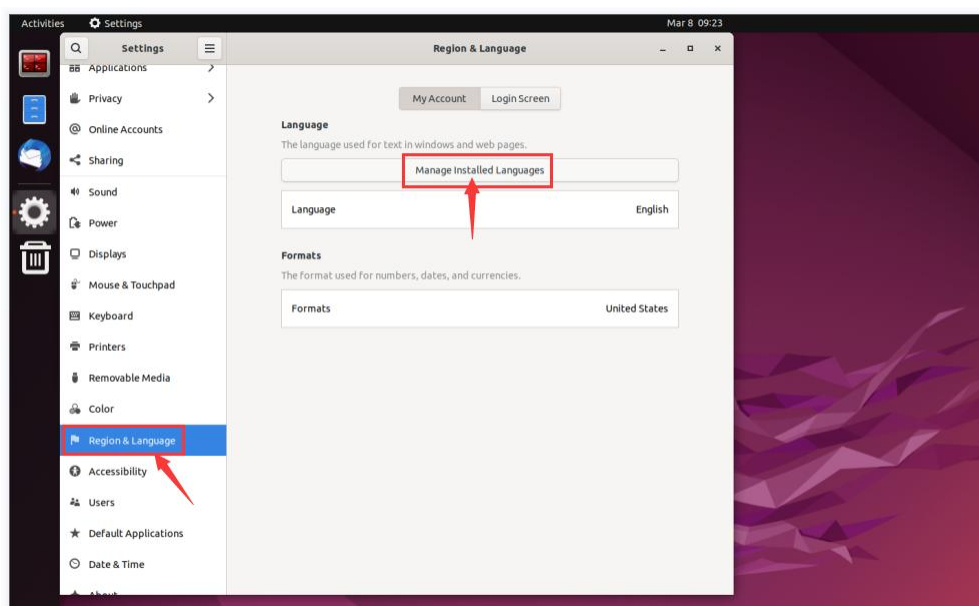 Activities
Settings
Mar 8 09:23
Settings
Region & Language
Applications
Privacy
Online Accounts
Sharing
Sound
Power
Displays
Mouse & Touchpad
Keyboard
Printers
Removable Media
Color
Region & Language
Accessibility
Users
Default Applications
Date & Time
About
My Account
Login Screen
Language
The language used for text in windows and web pages.
Manage Installed Languages
Language
English
Formats
The format used for numbers, dates, and currencies.
Formats
United States